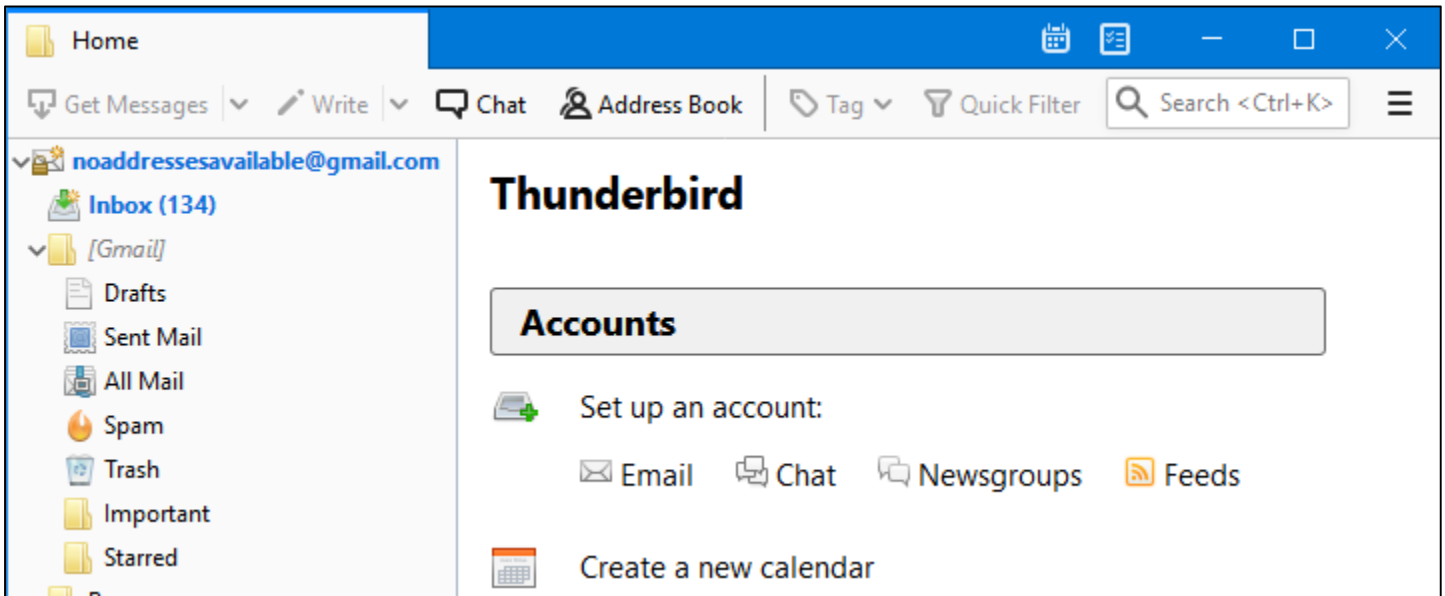 Home
Get Messages Write Chat Address Book Tag Quick Filter Search <Ctrl+K>
noaddressesavailable@gmail.com
Inbox (134)
[Gmail]
Drafts
Sent Mail
All Mail
Spam
Trash
Important
Starred
Thunderbird
Accounts
Set up an account:
Email Chat Newsgroups Feeds
Create a new calendar